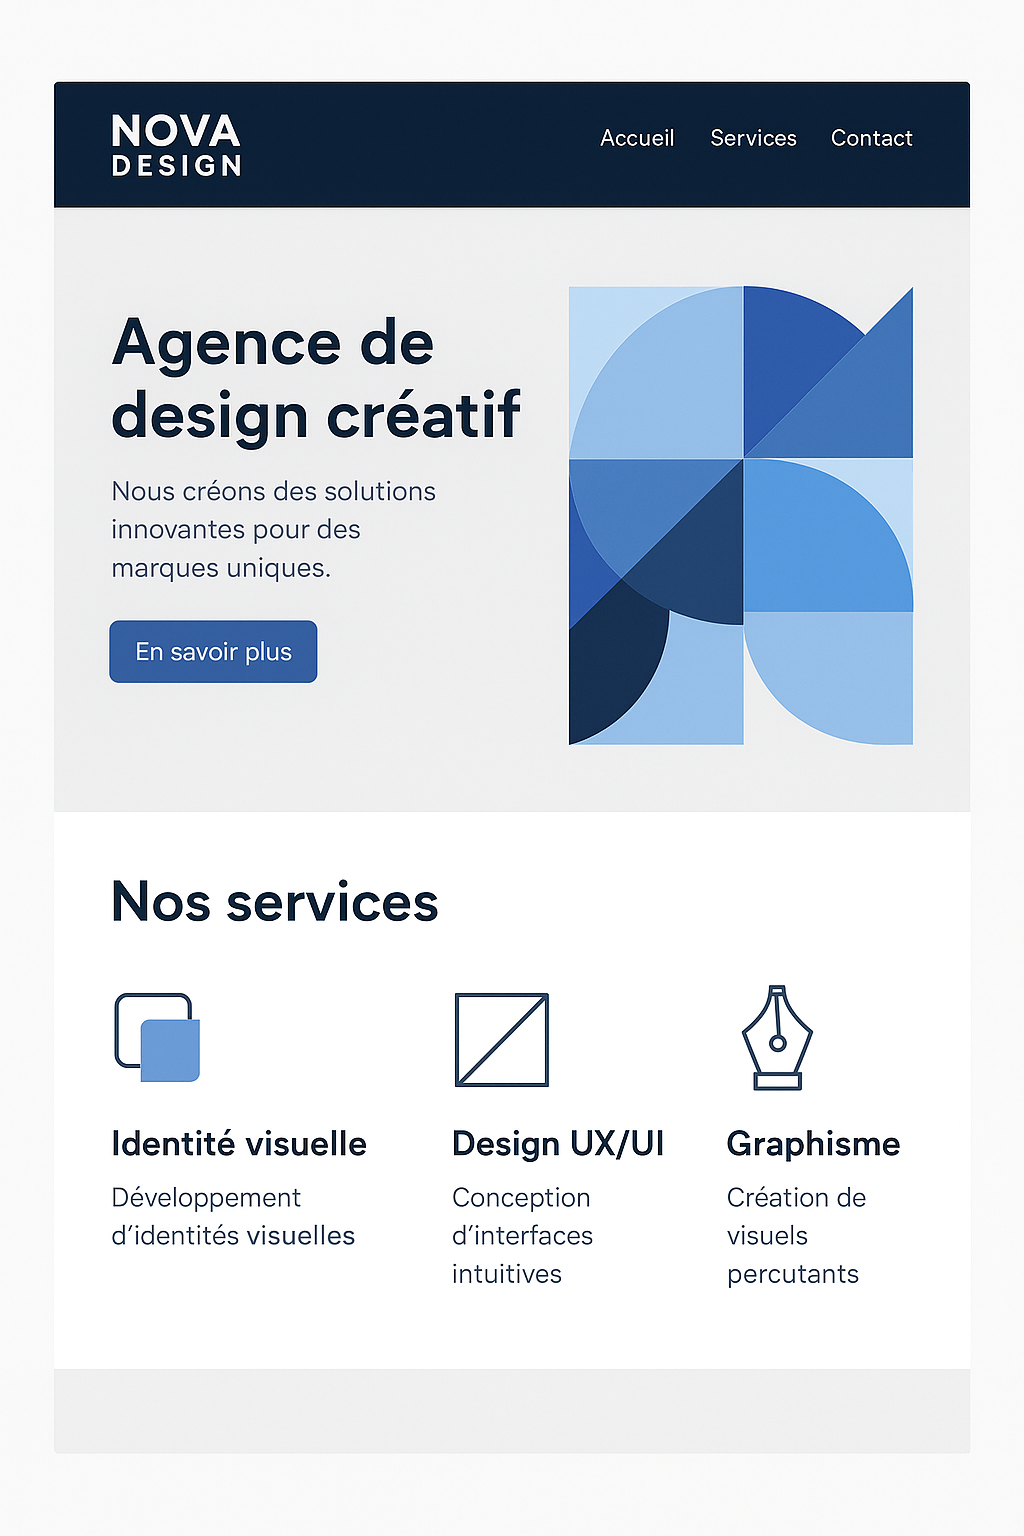 NOVA
DESIGN
Accueil Services Contact
Agence de
design créatif
Nous créons des solutions
innovantes pour des
marques uniques.
En savoir plus
Nos services
Identité visuelle
Développement
d’identités visuelles
Design UX/UI
Conception
d’interfaces
intuitives
Graphisme
Création de
visuels
percutants